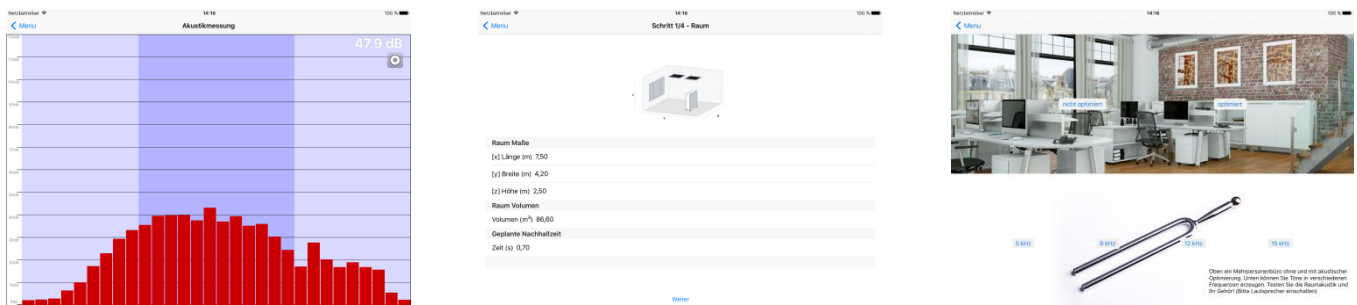 Netzbetreiber 14:16 100 %
Menu Akustikmessung
47.9 dB
Netzbetreiber 14:16 100 %
Menu Schritt 1/4 - Raum
Raum Maße
[x] Länge (m) 7,50
[y] Breite (m) 4,20
[z] Höhe (m) 2,50
Raum Volumen
Volumen (m³) 86,60
Geplante Nachhallzeit
Zeit (s) 0,70
Weiter
Netzbetreiber 14:16 100 %
Menu
nicht optimiert optimiert
5 kHz 8 kHz 12 kHz 15 kHz
Oben ein Mehrpersonenbüro ohne und mit akustischer
Optimierung. Unten können Sie Töne in verschiedenen
Frequenzen erzeugen. Testen Sie die Raumakustik und
Ihr Gehör! (Bitte Lautsprecher einschalten)